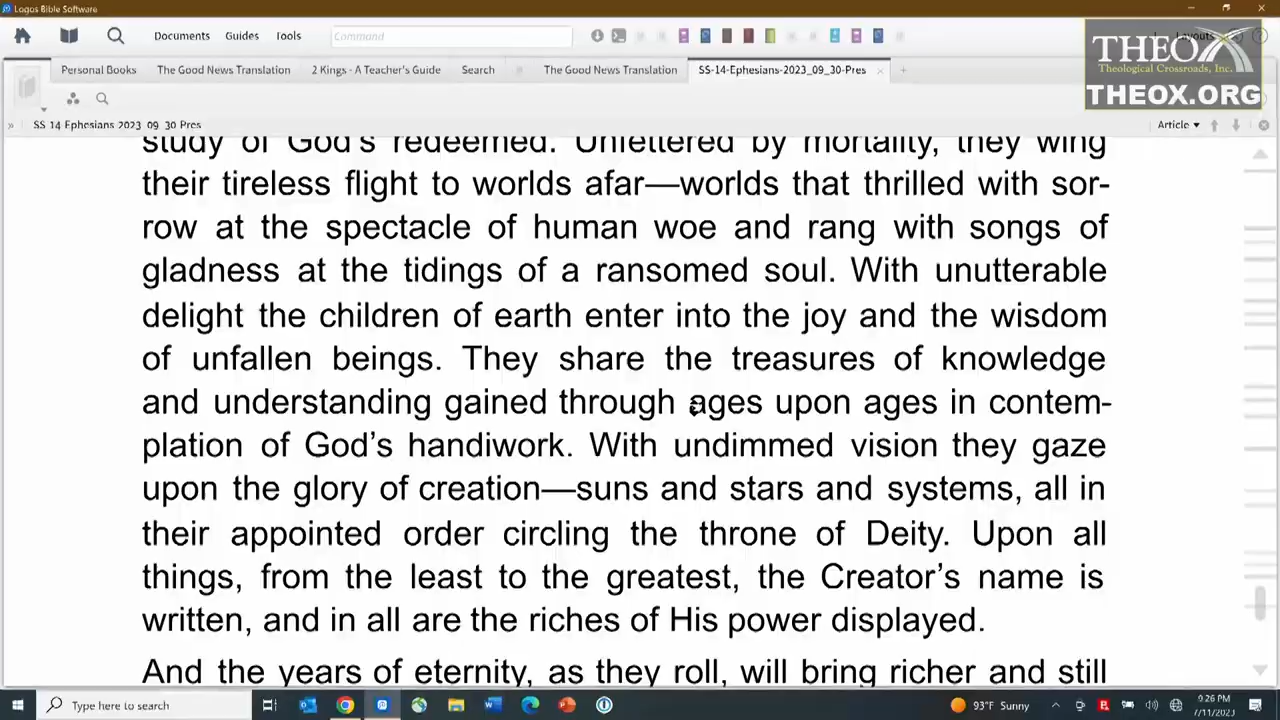 Logos Bible Software
Documents Guides Tools Command Layouts
THEOX
Theological Crossroads, Inc.
THEOX.ORG
Personal Books The Good News Translation 2 Kings - A Teacher's Guide Search The Good News Translation SS-14-Ephesians-2023_09_30-Pres
SS-14-Ephesians-2023_09_30-Pres Article
study of God's redeemed. Unfettered by mortality, they wing
their tireless flight to worlds afar—worlds that thrilled with sor-
row at the spectacle of human woe and rang with songs of
gladness at the tidings of a ransomed soul. With unutterable
delight the children of earth enter into the joy and the wisdom
of unfallen beings. They share the treasures of knowledge
and understanding gained through ages upon ages in contem-
plation of God's handiwork. With undimmed vision they gaze
upon the glory of creation—suns and stars and systems, all in
their appointed order circling the throne of Deity. Upon all
things, from the least to the greatest, the Creator's name is
written, and in all are the riches of His power displayed.
And the years of eternity, as they roll, will bring richer and still
Type here to search 93°F Sunny 9:26 PM
7/11/2023